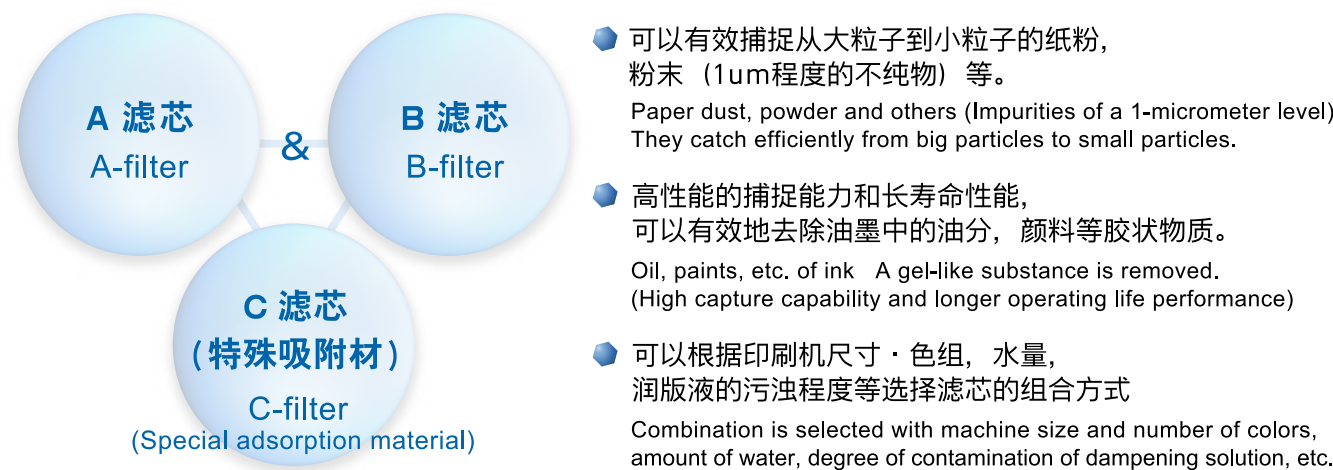 A 滤芯
A-filter
&
B 滤芯
B-filter
C 滤芯
(特殊吸附材)
C-filter
(Special adsorption material)
可以有效捕捉从大粒子到小粒子的纸粉，
粉末（1um程度的不纯物）等。
Paper dust, powder and others (Impurities of a 1-micrometer level)
They catch efficiently from big particles to small particles.
高性能的捕捉能力和长寿命性能，
可以有效地去除油墨中的油分，颜料等胶状物质。
Oil, paints, etc. of ink   A gel-like substance is removed.
(High capture capability and longer operating life performance)
可以根据印刷机尺寸・色组，水量，
润版液的污浊程度等选择滤芯的组合方式
Combination is selected with machine size and number of colors,
amount of water, degree of contamination of dampening solution, etc.